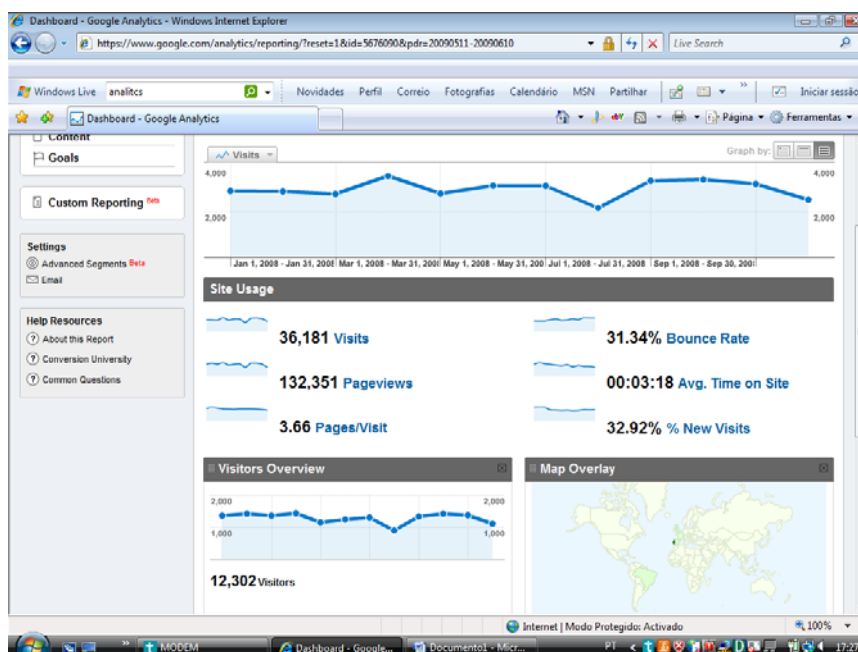 Dashboard - Google Analytics - Windows Internet Explorer
https://www.google.com/analytics/reporting/?reset=1&id=5676090&pdr=20090511-20090610
Live Search
Windows Live
analitcs
Novidades Perfil Correio Fotografias Calendário MSN Partilhar
Iniciar sessão
Dashboard - Google Analytics
Página
Ferramentas
Content
Goals
Custom Reporting Beta
Settings
Advanced Segments Beta
Email
Help Resources
About this Report
Conversion University
Common Questions
Visits
Graph by:
4,000 4,000
2,000 2,000
Jan 1, 2008 - Jan 31, 2008 Mar 1, 2008 - Mar 31, 200 May 1, 2008 - May 31, 200 Jul 1, 2008 - Jul 31, 2008 Sep 1, 2008 - Sep 30, 200
Site Usage
36,181 Visits
31.34% Bounce Rate
132,351 Pageviews
00:03:18 Avg. Time on Site
3.66 Pages/Visit
32.92% % New Visits
Visitors Overview
2,000 2,000
1,000 1,000
12,302 Visitors
Map Overlay
Internet | Modo Protegido: Activado
100%
MODEM
Dashboard - Google...
Documento1 - Micr...
PT
17:27